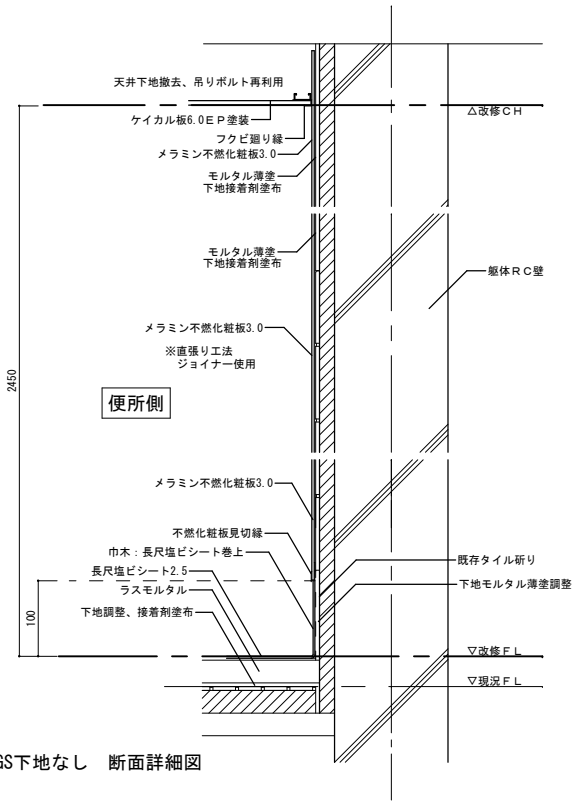 天井下地撤去、吊りボルト再利用
△改修CH
ケイカル板6.0EP塗装
フクビ廻り縁
メラミン不燃化粧板3.0
モルタル薄塗
下地接着剤塗布
モルタル薄塗
下地接着剤塗布
躯体RC壁
メラミン不燃化粧板3.0
※直張り工法
ジョイナー使用
2450
便所側
メラミン不燃化粧板3.0
不燃化粧板見切縁
巾木：長尺塩ビシート巻上
既存タイル斫り
長尺塩ビシート2.5
下地モルタル薄塗調整
ラスモルタル
100
下地調整、接着剤塗布
▽改修FL
▽現況FL
GS下地なし 断面詳細図